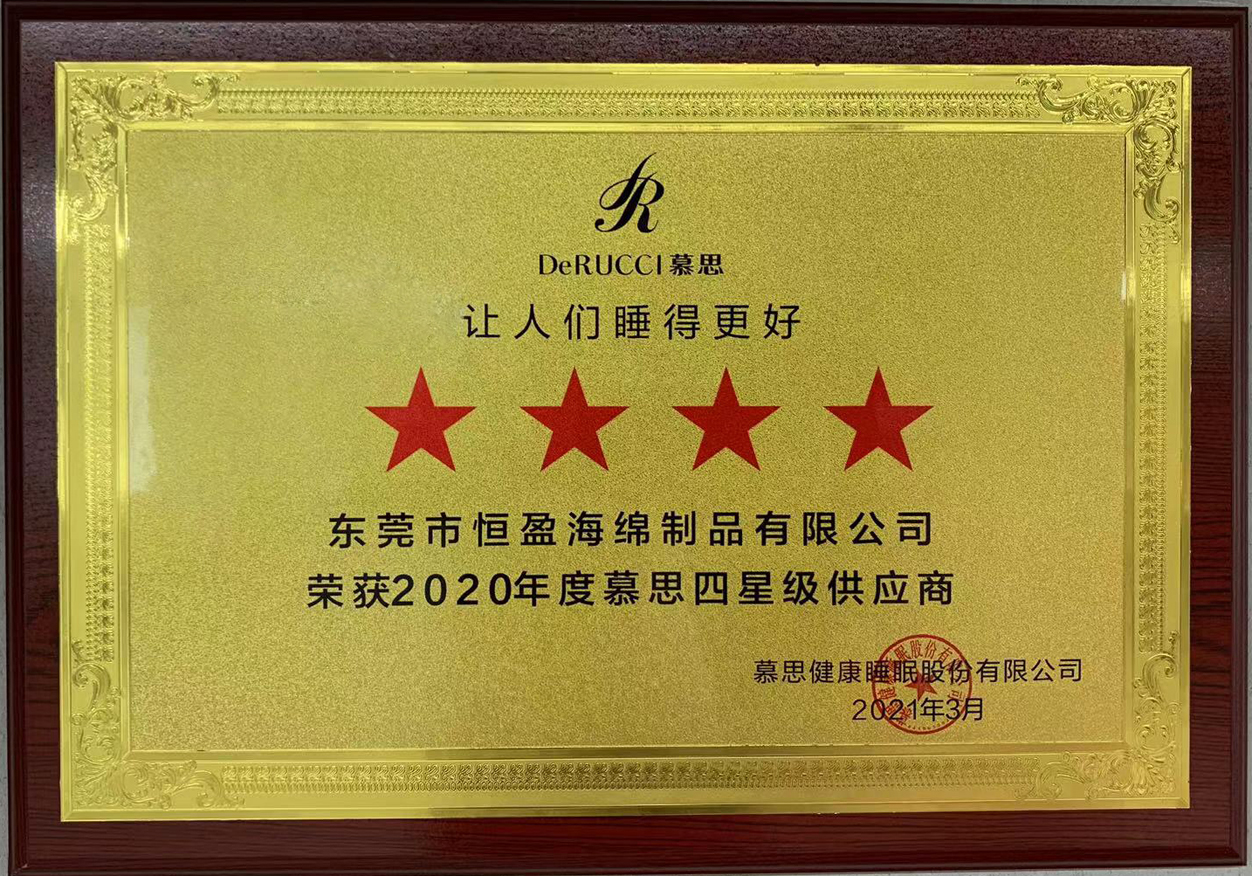 DeRUCCI慕思
让人们睡得更好
东莞市恒盈海绵制品有限公司
荣获2020年度慕思四星级供应商
慕思健康睡眠股份有限公司
2021年3月